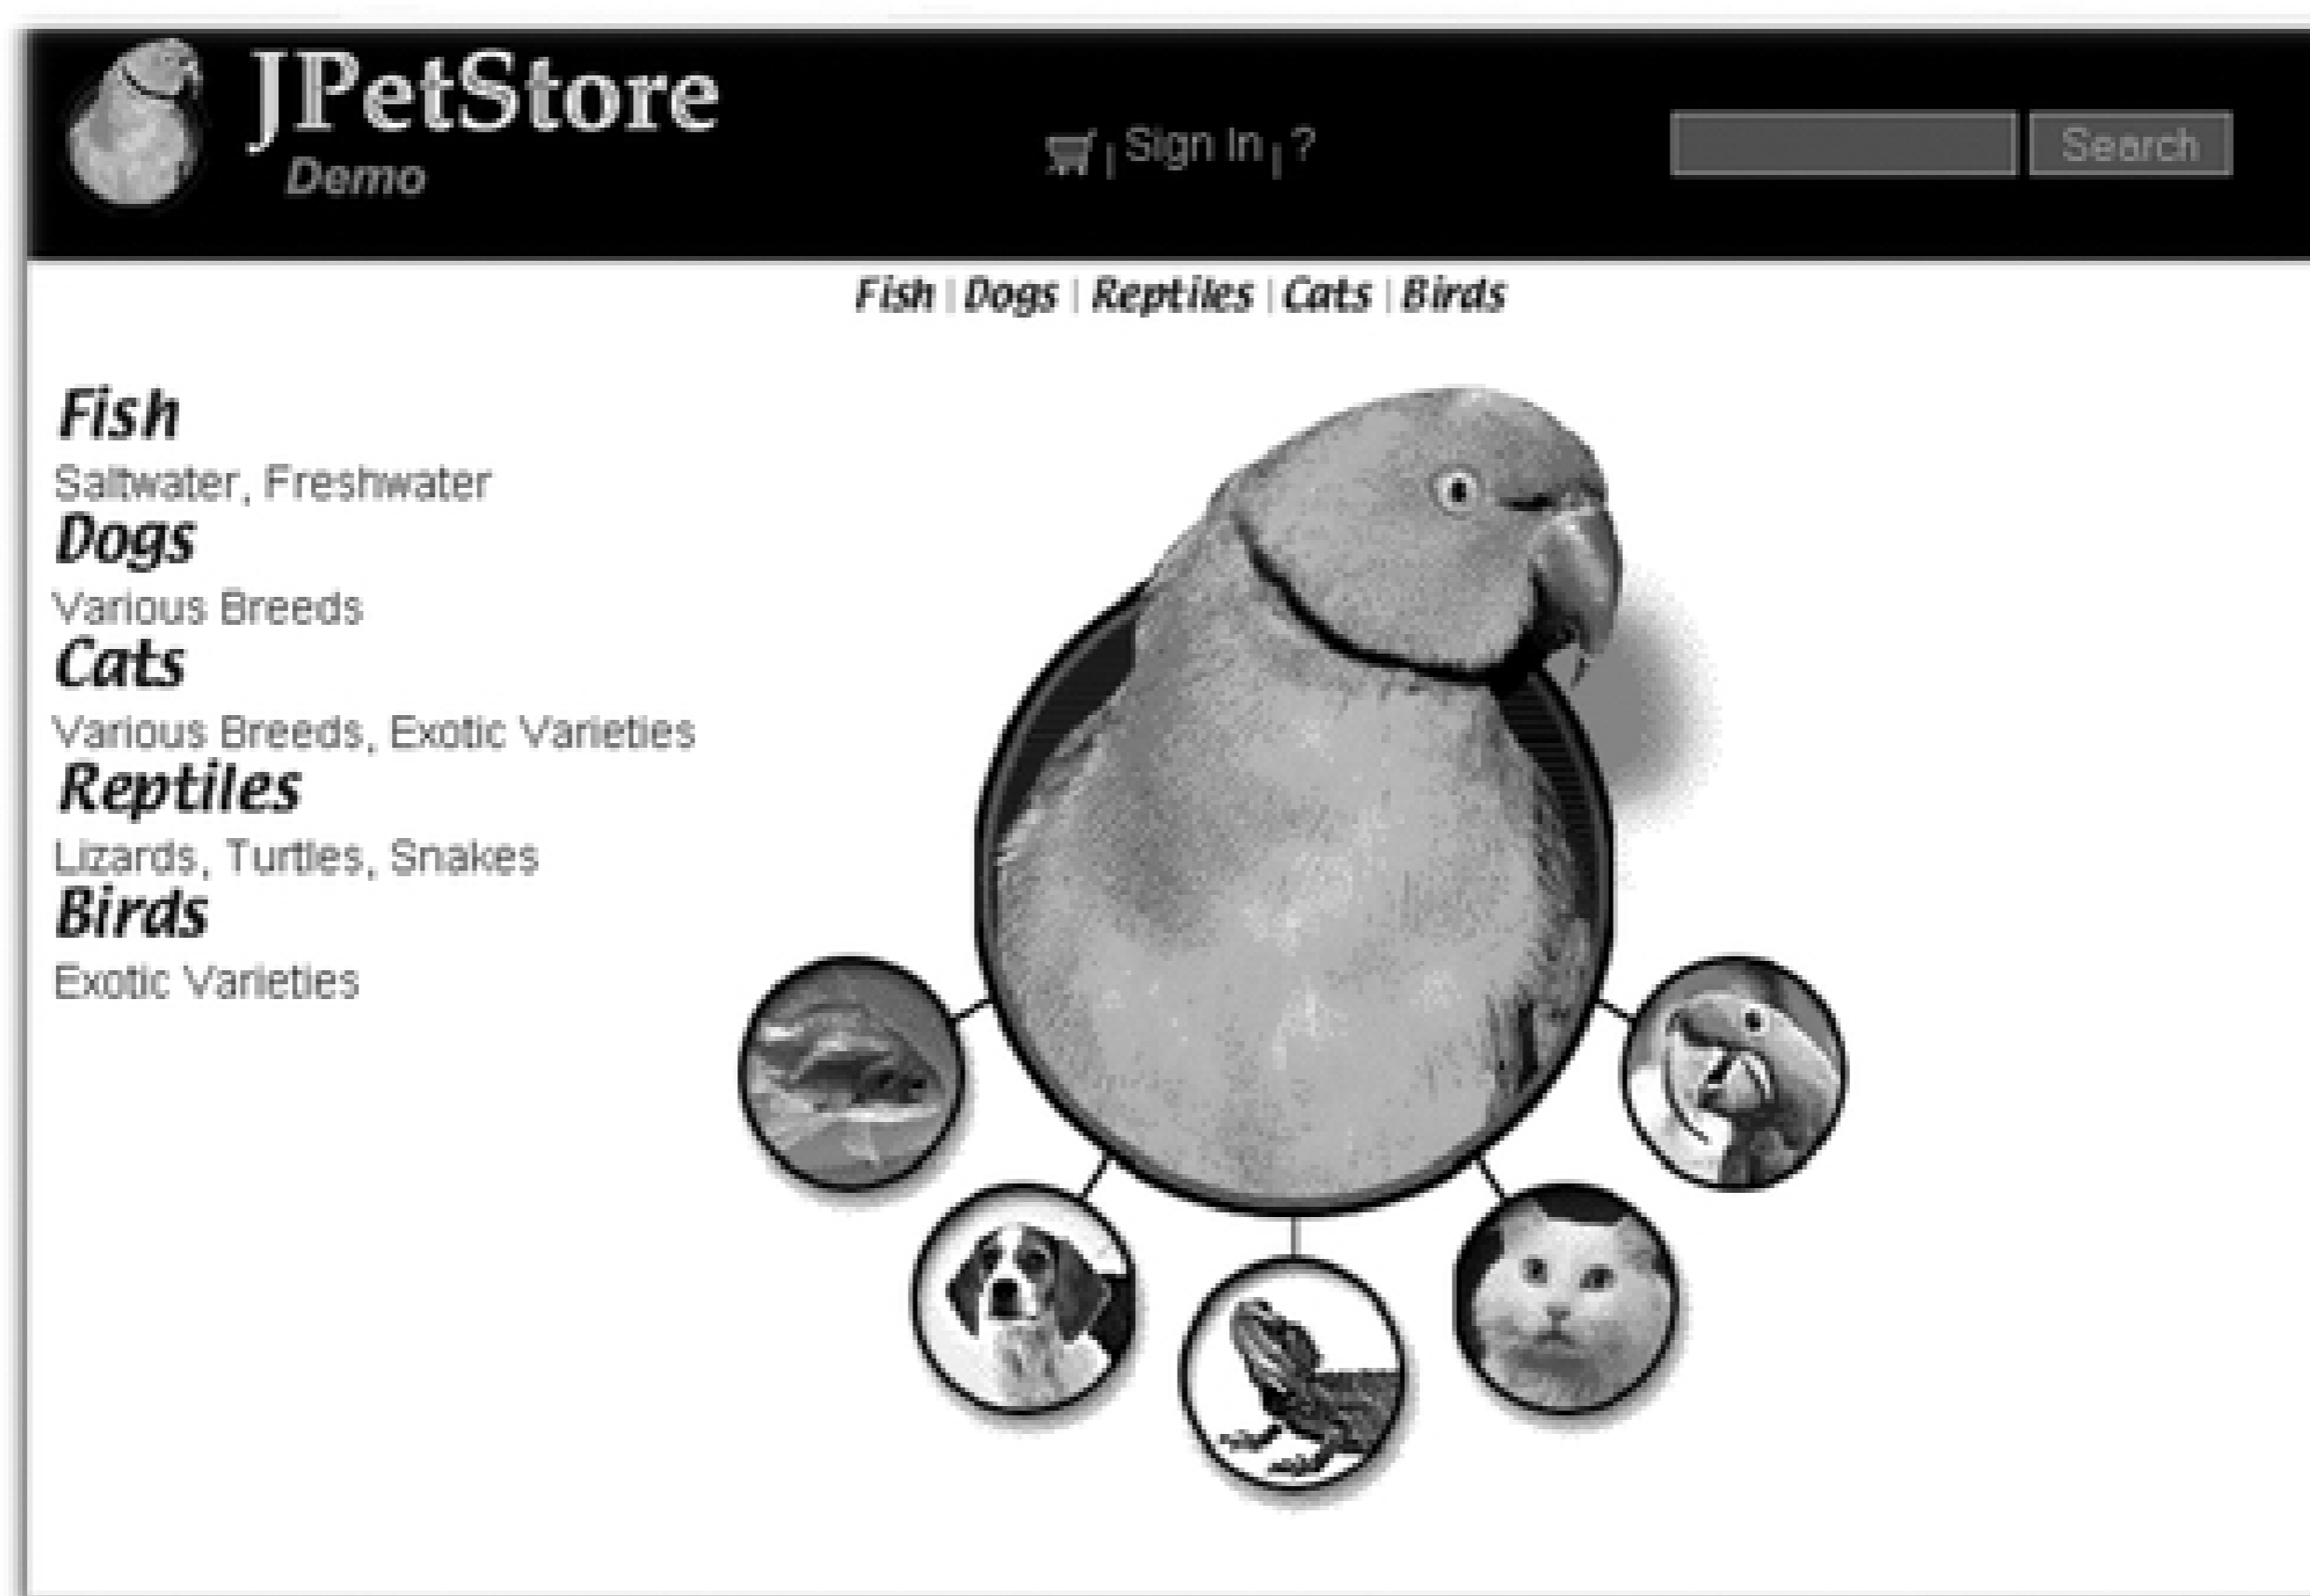 JPetStore
Demo
| Sign In | ?
Search
Fish | Dogs | Reptiles | Cats | Birds
Fish
Saltwater, Freshwater
Dogs
Various Breeds
Cats
Various Breeds, Exotic Varieties
Reptiles
Lizards, Turtles, Snakes
Birds
Exotic Varieties